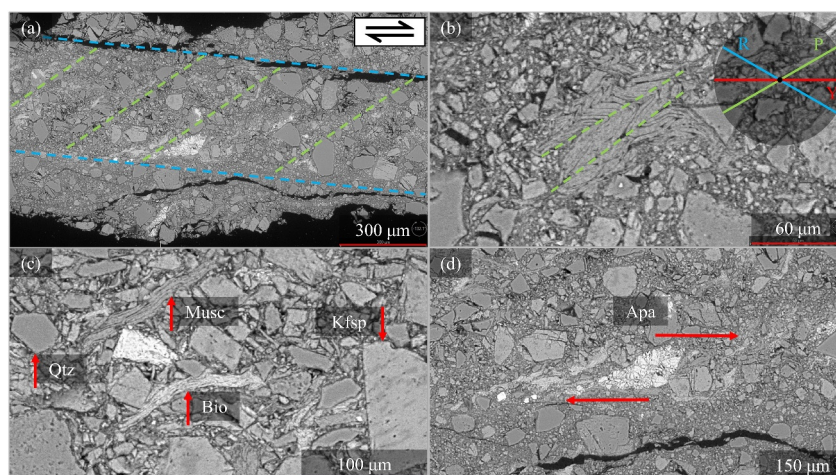 (a)
300 μm
(b)
R
P
Y
60 μm
(c)
Musc
Kfsp
Qtz
Bio
100 μm
(d)
Apa
150 μm